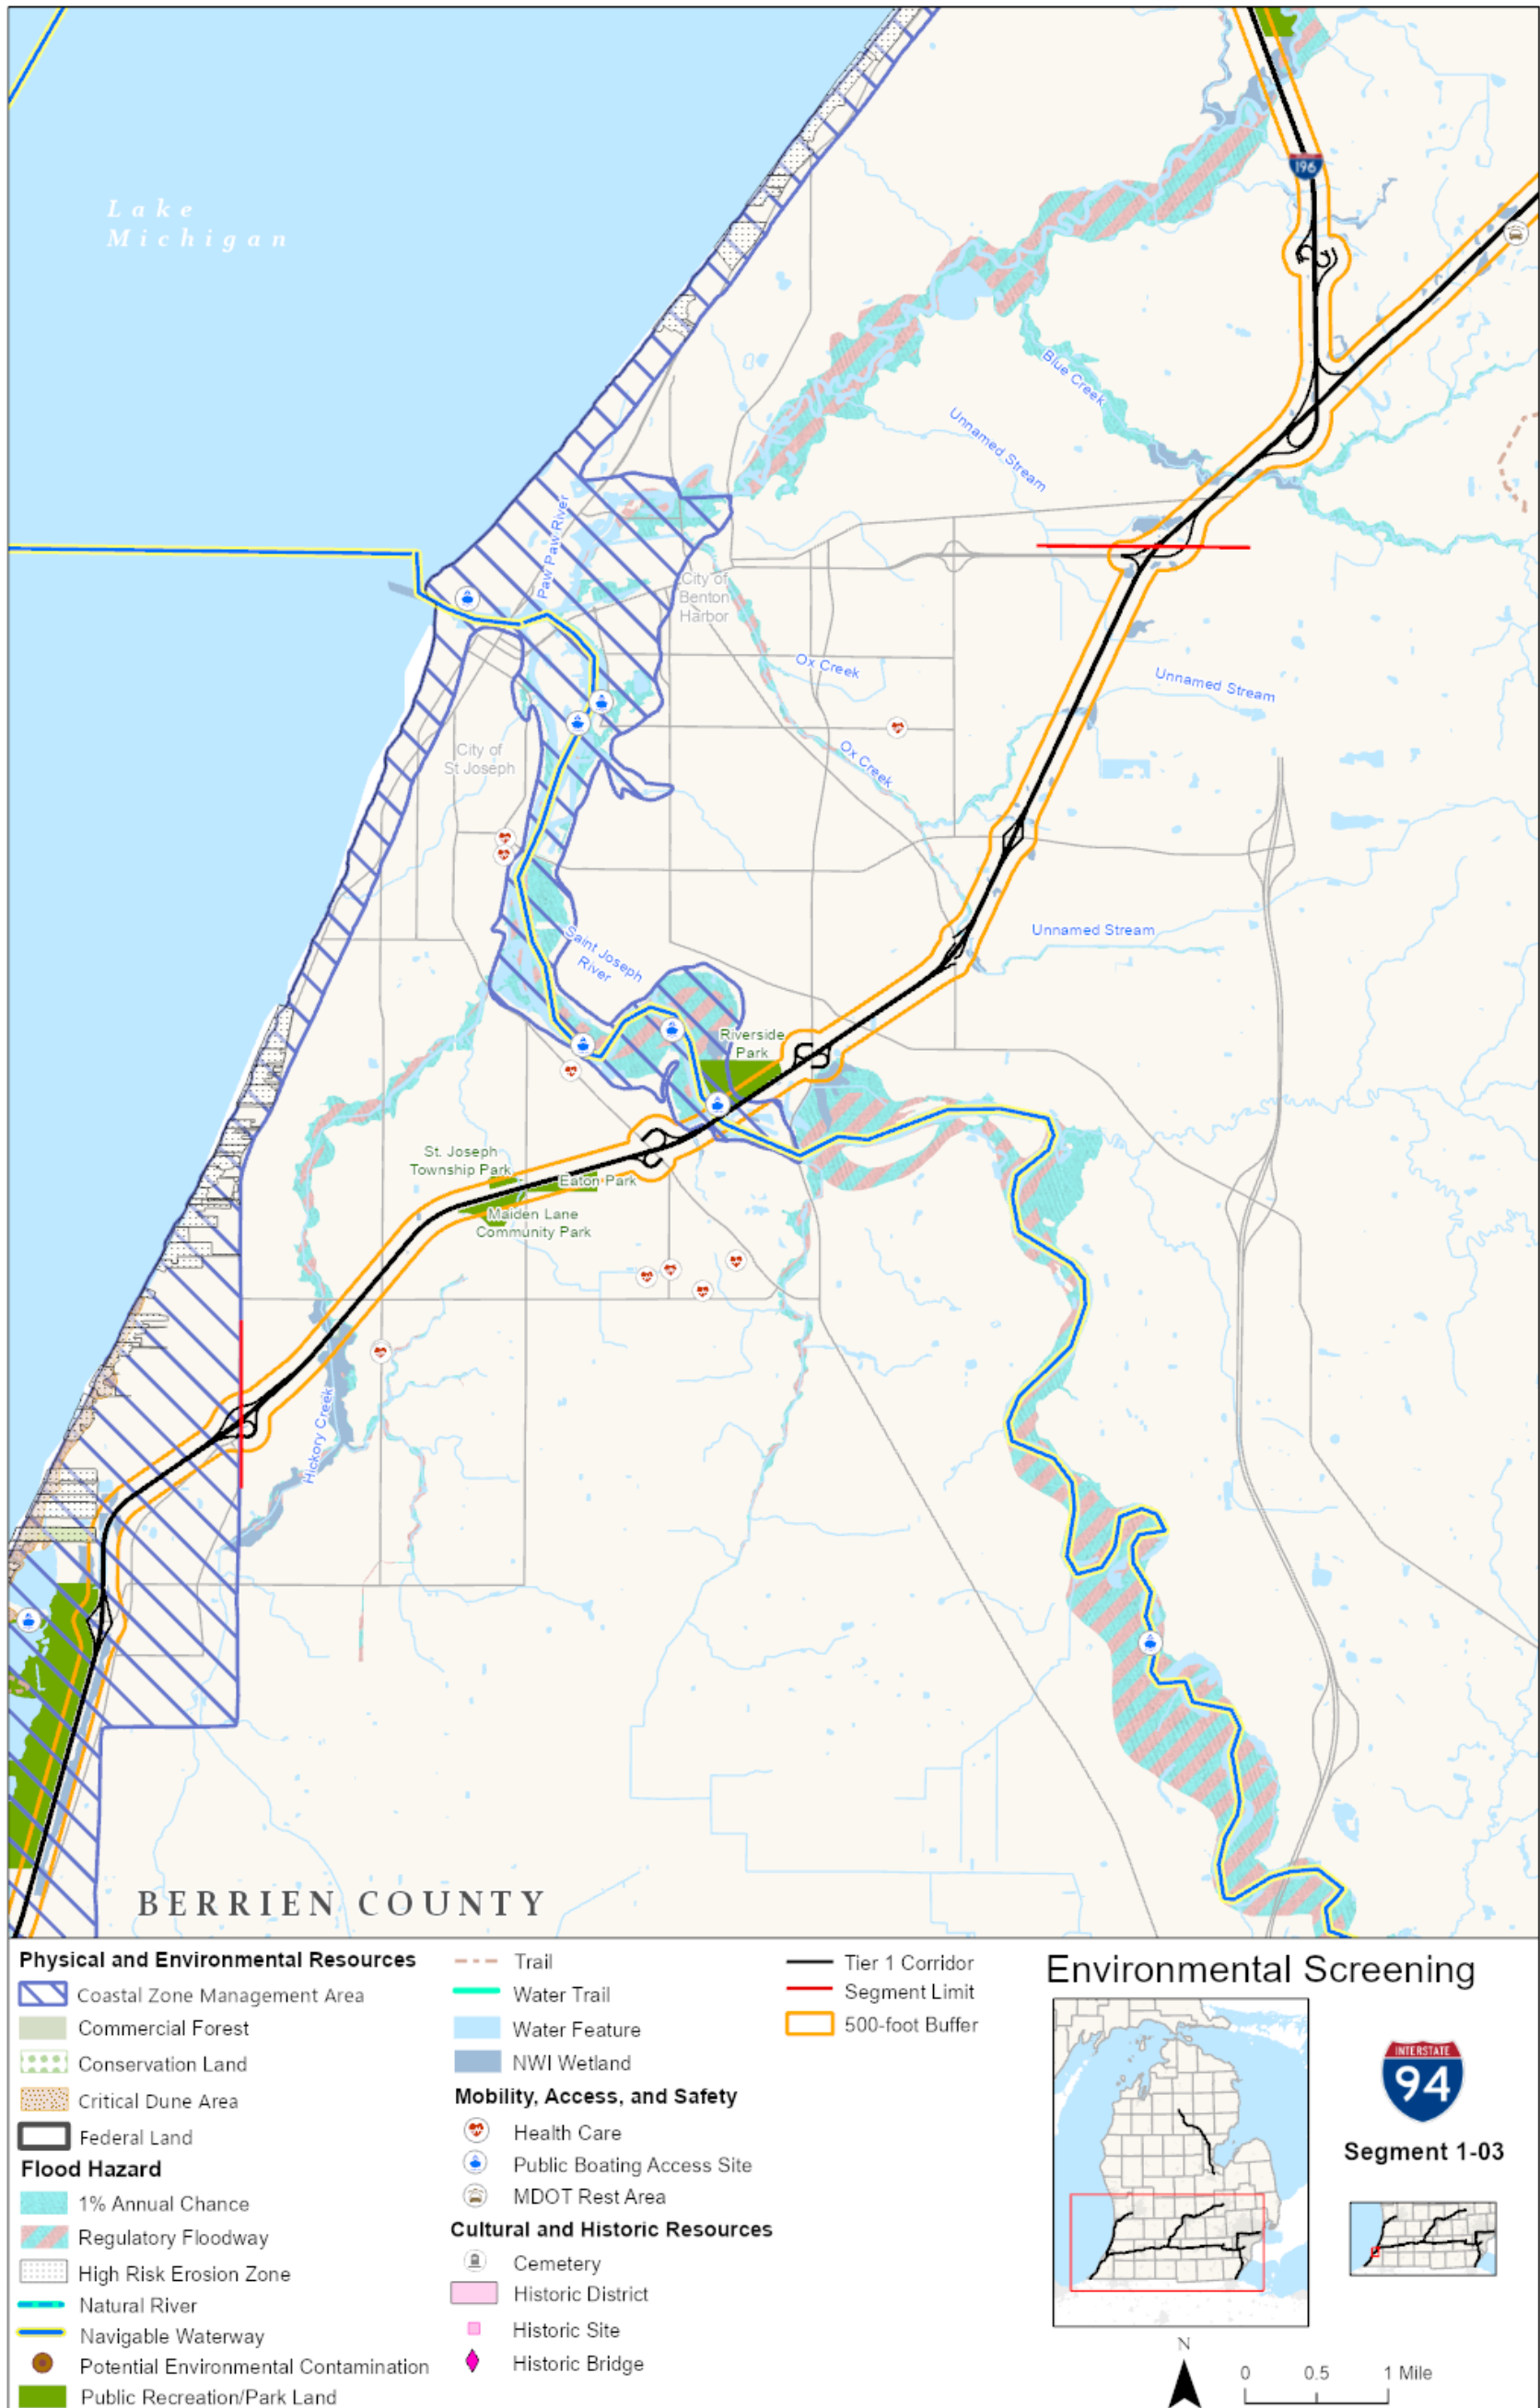 Lake
Michigan
196
Blue Creek
Unnamed Stream
Paw Paw River
City of
Benton
Harbor
Ox Creek
Unnamed Stream
City of
St Joseph
Ox Creek
Unnamed Stream
Saint Joseph
River
Riverside
Park
St. Joseph
Township Park
Eaton Park
Maiden Lane
Community Park
Hickory Creek
BERRIEN COUNTY
Physical and Environmental Resources
Coastal Zone Management Area
Commercial Forest
Conservation Land
Critical Dune Area
Federal Land
Flood Hazard
1% Annual Chance
Regulatory Floodway
High Risk Erosion Zone
Natural River
Navigable Waterway
Potential Environmental Contamination
Public Recreation/Park Land
Trail
Water Trail
Water Feature
NWI Wetland
Mobility, Access, and Safety
Health Care
Public Boating Access Site
MDOT Rest Area
Cultural and Historic Resources
Cemetery
Historic District
Historic Site
Historic Bridge
Tier 1 Corridor
Segment Limit
500-foot Buffer
Environmental Screening
INTERSTATE
94
Segment 1-03
N
0 0.5 1 Mile